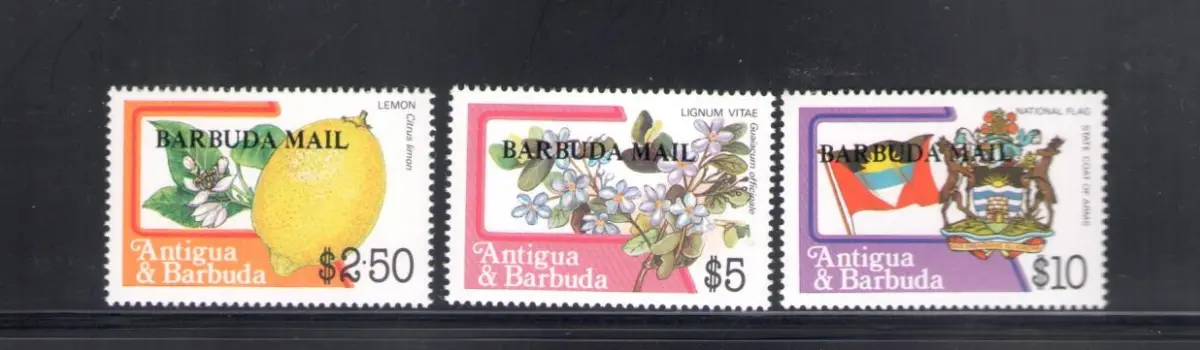 LEMON
Citrus limon
BARBUDA MAIL
Antigua
& Barbuda
$2·50
LIGNUM VITAE
Guaiacum officinale
BARBUDA MAIL
Antigua
& Barbuda
$5
NATIONAL FLAG
STATE COAT OF ARMS
BARBUDA MAIL
Antigua
& Barbuda
$10